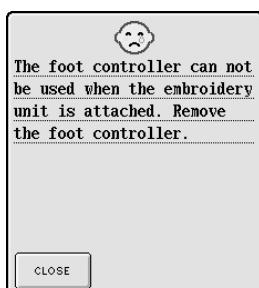 The foot controller can not
be used when the embroidery
unit is attached. Remove
the foot controller.
CLOSE